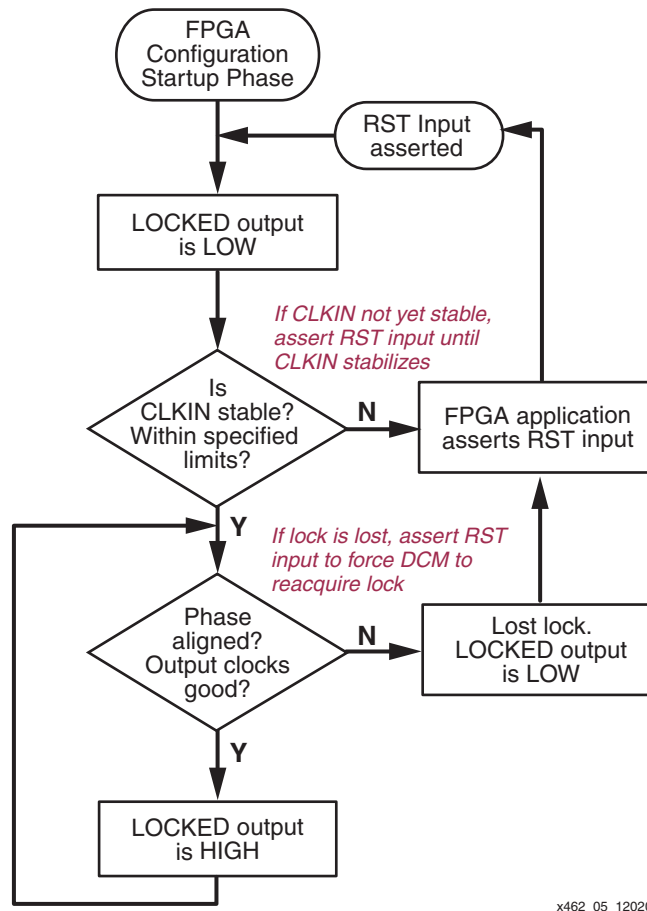 FPGA
Configuration
Startup Phase
RST Input
asserted
LOCKED output
is LOW
If CLKIN not yet stable,
assert RST input until
CLKIN stabilizes
Is
CLKIN stable?
Within specified
limits?
N
FPGA application
asserts RST input
Y
If lock is lost, assert RST
input to force DCM to
reacquire lock
Phase
aligned?
Output clocks
good?
N
Lost lock.
LOCKED output
is LOW
Y
LOCKED output
is HIGH
x462_05_12020